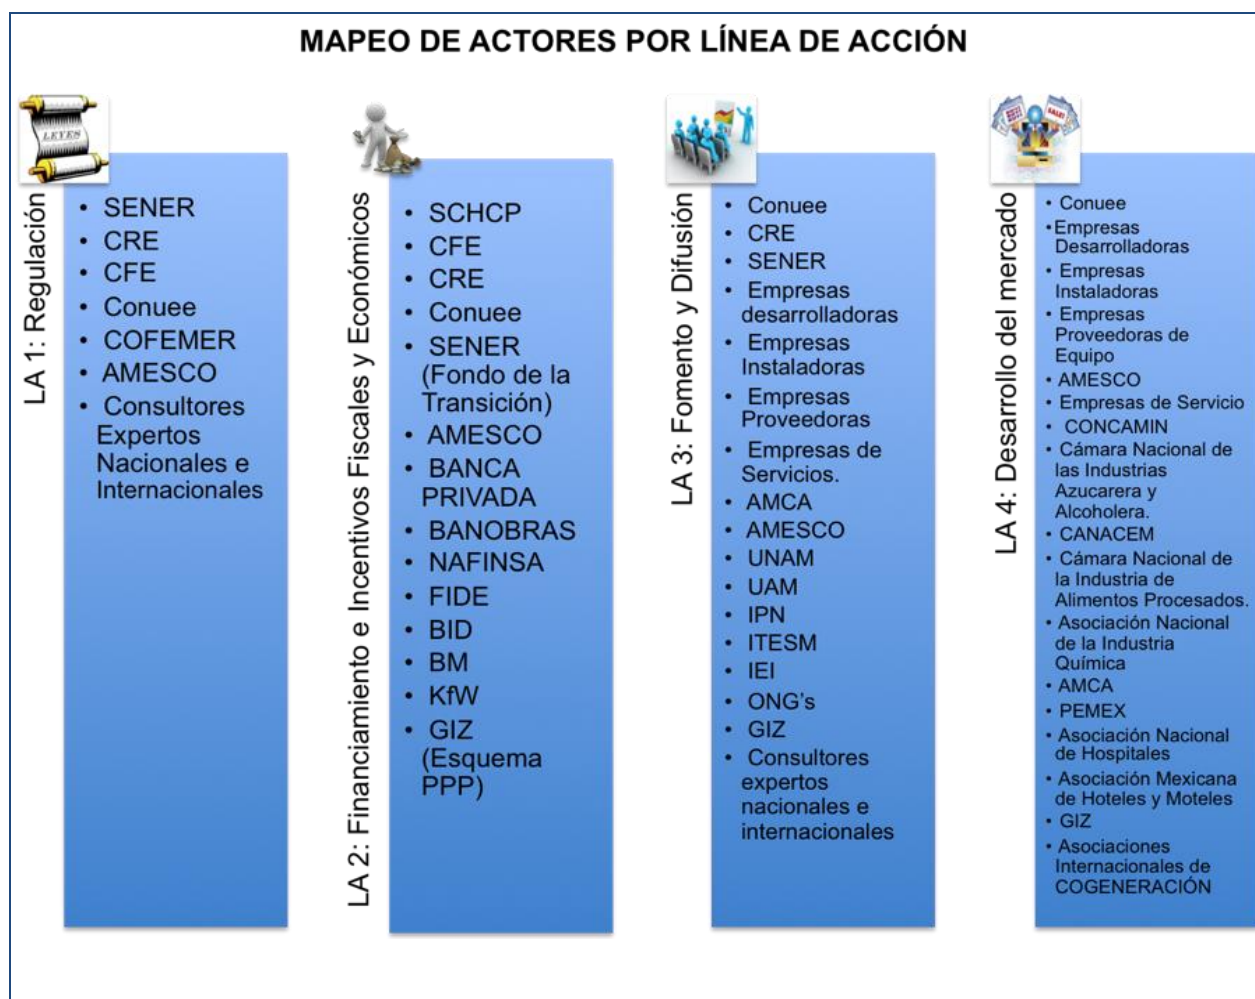 MAPEO DE ACTORES POR LÍNEA DE ACCIÓN
LEYES
LA 1: Regulación
• SENER
• CRE
• CFE
• Conuee
• COFEMER
• AMESCO
• Consultores
Expertos
Nacionales e
Internacionales
LA 2: Financiamiento e Incentivos Fiscales y Económicos
• SCHCP
• CFE
• CRE
• Conuee
• SENER
(Fondo de la
Transición)
• AMESCO
• BANCA
PRIVADA
• BANOBRAS
• NAFINSA
• FIDE
• BID
• BM
• KfW
• GIZ
(Esquema
PPP)
LA 3: Fomento y Difusión
• Conuee
• CRE
• SENER
• Empresas
desarrolladoras
• Empresas
Instaladoras
• Empresas
Proveedoras
• Empresas de
Servicios.
• AMCA
• AMESCO
• UNAM
• UAM
• IPN
• ITESM
• IEI
• ONG's
• GIZ
• Consultores
expertos
nacionales e
internacionales
SALE!
LA 4: Desarrollo del mercado
• Conuee
• Empresas
Desarrolladoras
• Empresas
Instaladoras
• Empresas
Proveedoras de
Equipo
• AMESCO
• Empresas de Servicio
• CONCAMIN
• Cámara Nacional de
las Industrias
Azucarera y
Alcoholera.
• CANACEM
• Cámara Nacional de
la Industria de
Alimentos Procesados.
• Asociación Nacional
de la Industria
Química
• AMCA
• PEMEX
• Asociación Nacional
de Hospitales
• Asociación Mexicana
de Hoteles y Moteles
• GIZ
• Asociaciones
Internacionales de
COGENERACIÓN